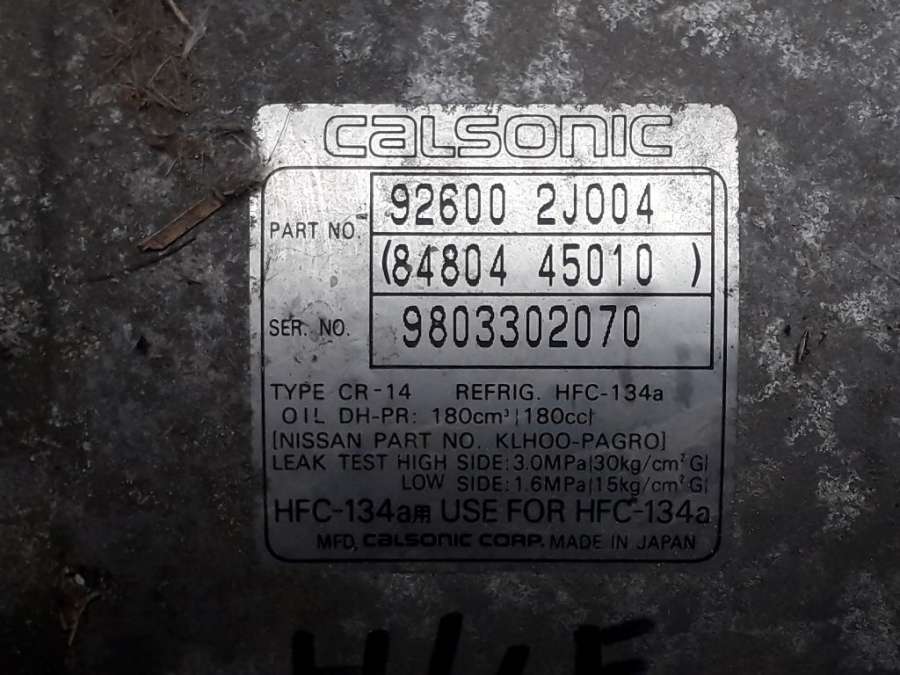 calsonic
PART NO.
92600 2J004
(84804 45010 )
SER. NO.
9803302070
TYPE CR-14 REFRIG. HFC-134a
OIL DH-PR: 180cm³(180cc)
[NISSAN PART NO. KLHOO-PAGRO]
LEAK TEST HIGH SIDE:3.0MPa(30kg/cm²G)
LOW SIDE:1.6MPa(15kg/cm²G)
HFC-134a用 USE FOR HFC-134a
MFD. calsonic corp. MADE IN JAPAN